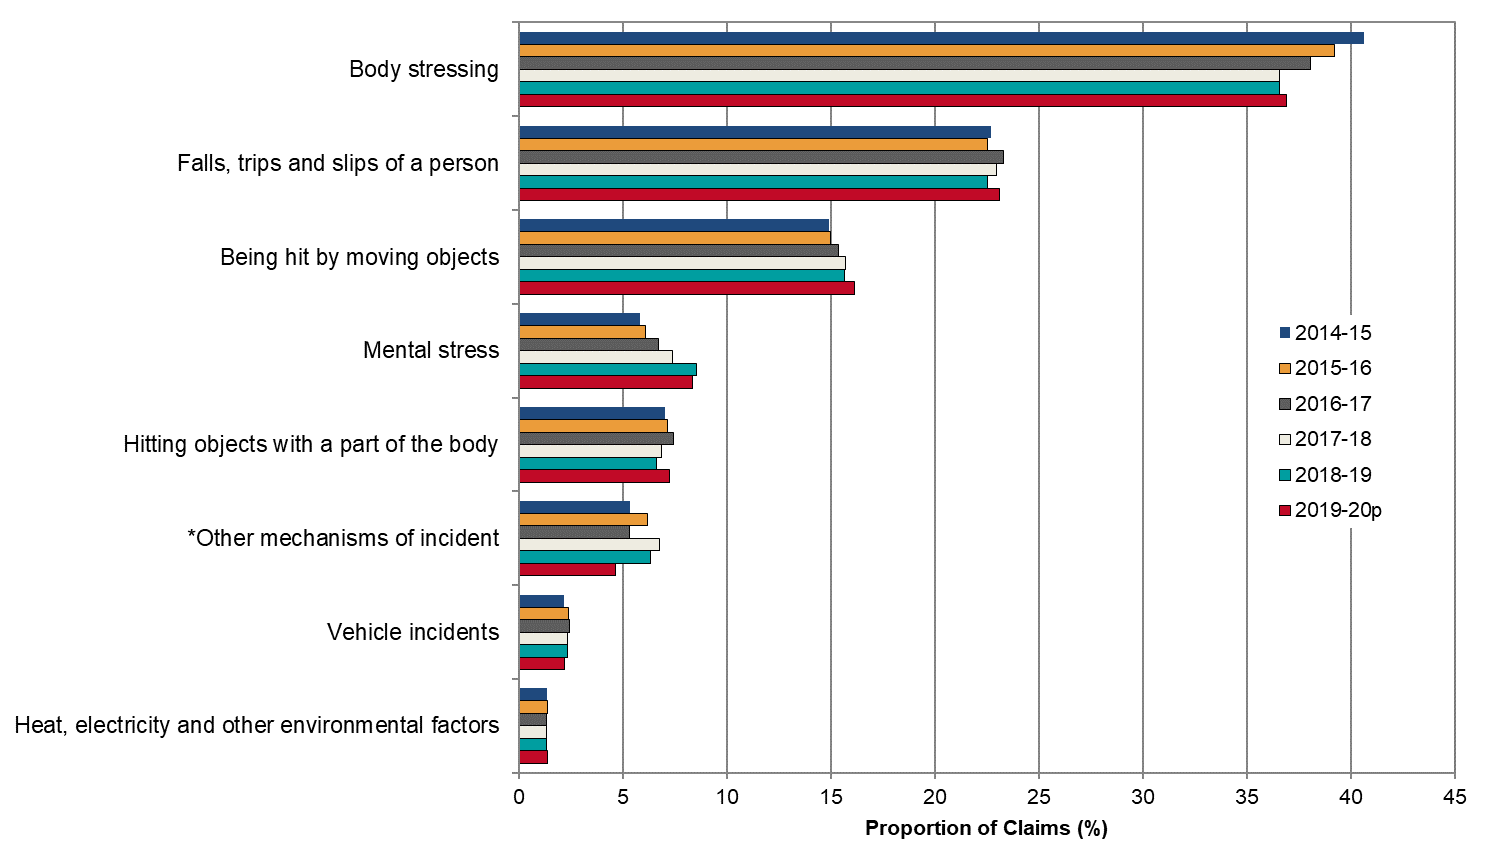 Body stressing
Falls, trips and slips of a person
Being hit by moving objects
Mental stress
Hitting objects with a part of the body
*Other mechanisms of incident
Vehicle incidents
Heat, electricity and other environmental factors
2014-15
2015-16
2016-17
2017-18
2018-19
2019-20p
0 5 10 15 20 25 30 35 40 45
Proportion of Claims (%)